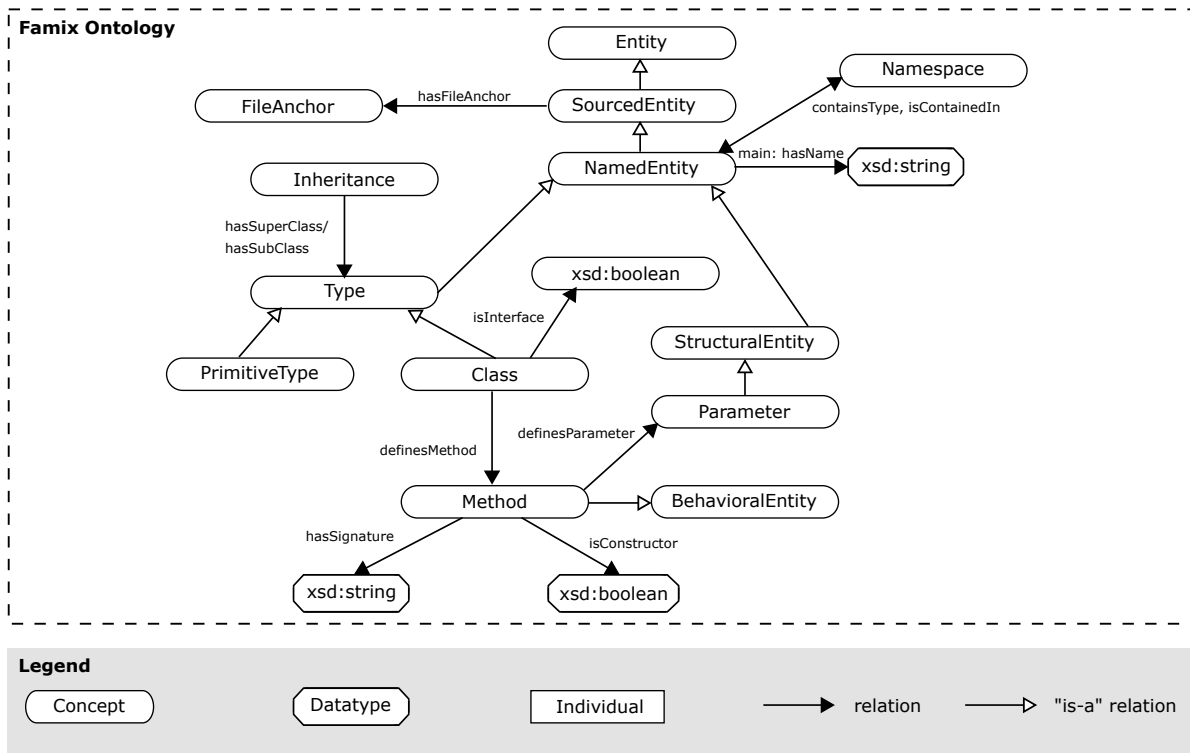 Famix Ontology
Entity
Namespace
hasFileAnchor
FileAnchor
SourcedEntity
containsType, isContainedIn
main: hasName
NamedEntity
xsd:string
Inheritance
hasSuperClass/
hasSubClass
xsd:boolean
Type
isInterface
StructuralEntity
PrimitiveType
Class
Parameter
definesParameter
definesMethod
Method
BehavioralEntity
hasSignature
isConstructor
xsd:string
xsd:boolean
Legend
Concept
Datatype
Individual
relation
"is-a" relation